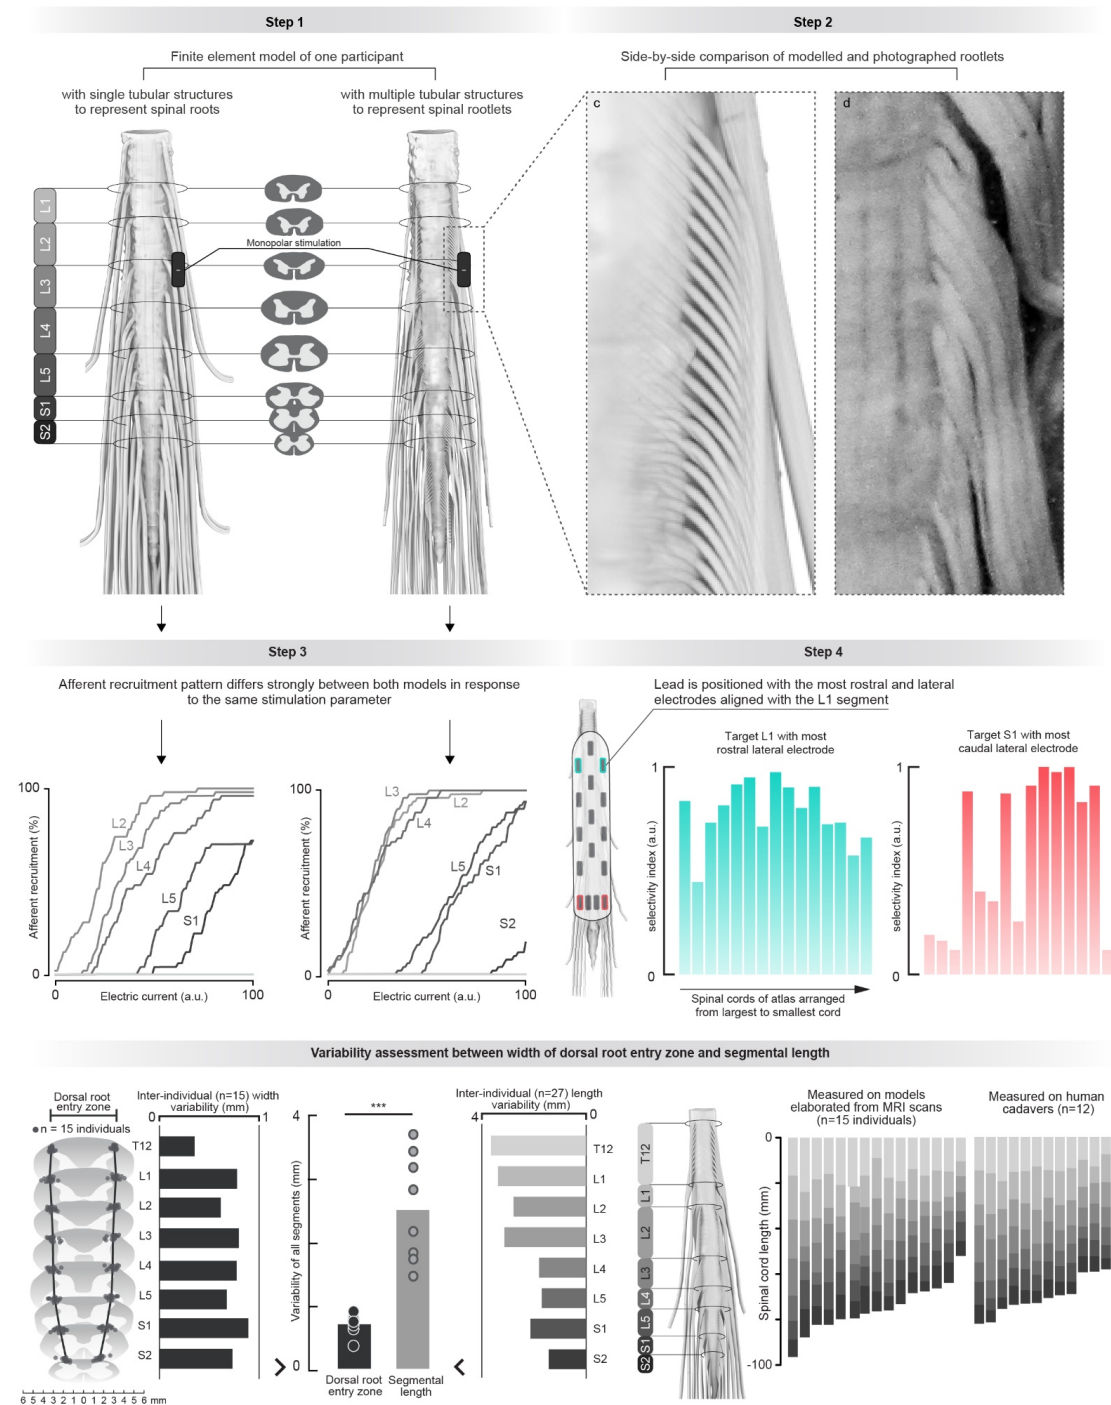 Step 1
Step 2
Finite element model of one participant
with single tubular structures
to represent spinal roots
with multiple tubular structures
to represent spinal rootlets
Side-by-side comparison of modelled and photographed rootlets
c
d
L1
L2
L3
L4
L5
S1
S2
Monopolar stimulation
-
-
Step 3
Step 4
Afferent recruitment pattern differs strongly between both models in response
to the same stimulation parameter
Afferent recruitment (%)
100
0
L2
L3
L4
L5
S1
0
100
Electric current (a.u.)
Afferent recruitment (%)
100
0
L3
L2
L4
L5
S1
S2
0
100
Electric current (a.u.)
Lead is positioned with the most rostral and lateral
electrodes aligned with the L1 segment
Target L1 with most
rostral lateral electrode
selectivity index (a.u.)
1
0
Spinal cords of atlas arranged
from largest to smallest cord
Target S1 with most
caudal lateral electrode
selectivity index (a.u.)
1
0
Variability assessment between width of dorsal root entry zone and segmental length
Dorsal root
entry zone
n = 15 individuals
6 5 4 3 2 1 0 1 2 3 4 5 6 mm
Inter-individual (n=15) width
variability (mm)
0
1
T12
L1
L2
L3
L4
L5
S1
S2
>
Variability of all segments (mm)
4
0
***
Dorsal root
entry zone
Segmental
length
<
Inter-individual (n=27) length
variability (mm)
4
0
T12
L1
L2
L3
L4
L5
S1
S2
T12
L1
L2
L3
L4
L5
S1
S2
Measured on models
elaborated from MRI scans
(n=15 individuals)
Measured on human
cadavers (n=12)
Spinal cord length (mm)
0
-100